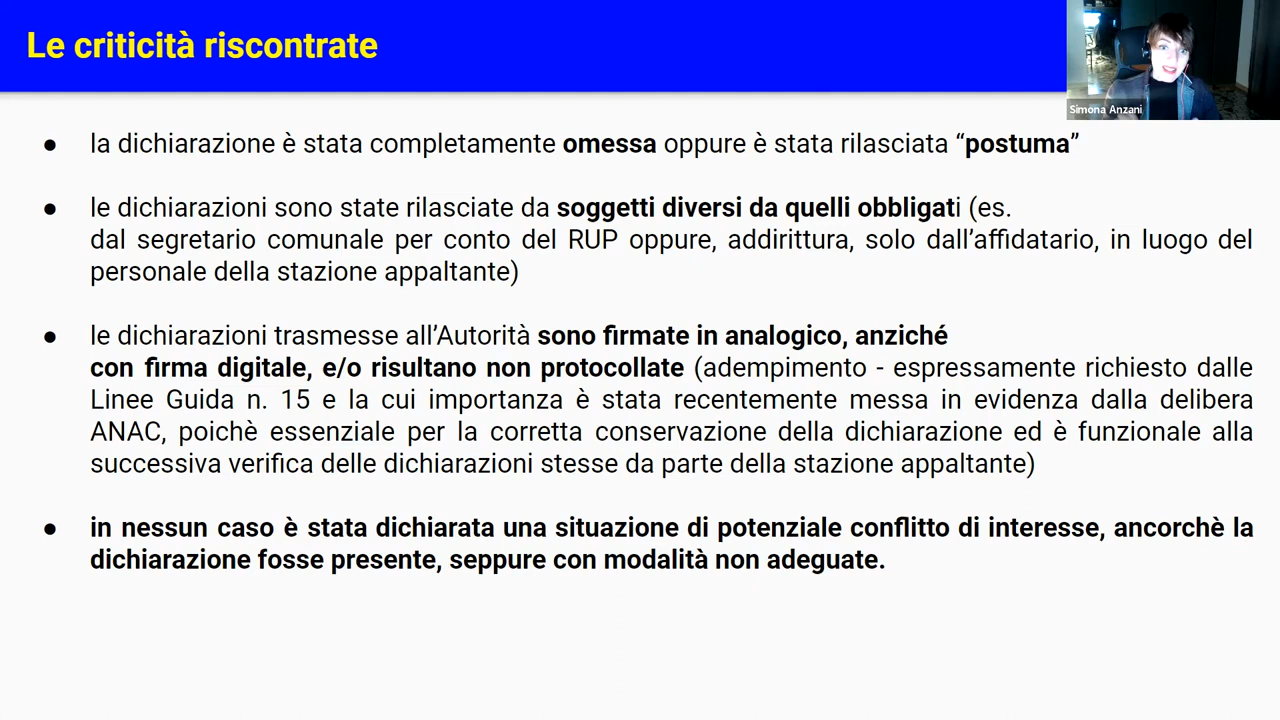 Le criticità riscontrate
Simona Anzani
● la dichiarazione è stata completamente omessa oppure è stata rilasciata “postuma”
● le dichiarazioni sono state rilasciate da soggetti diversi da quelli obbligati (es.
dal segretario comunale per conto del RUP oppure, addirittura, solo dall’affidatario, in luogo del
personale della stazione appaltante)
● le dichiarazioni trasmesse all’Autorità sono firmate in analogico, anziché
con firma digitale, e/o risultano non protocollate (adempimento - espressamente richiesto dalle
Linee Guida n. 15 e la cui importanza è stata recentemente messa in evidenza dalla delibera
ANAC, poichè essenziale per la corretta conservazione della dichiarazione ed è funzionale alla
successiva verifica delle dichiarazioni stesse da parte della stazione appaltante)
● in nessun caso è stata dichiarata una situazione di potenziale conflitto di interesse, ancorchè la
dichiarazione fosse presente, seppure con modalità non adeguate.